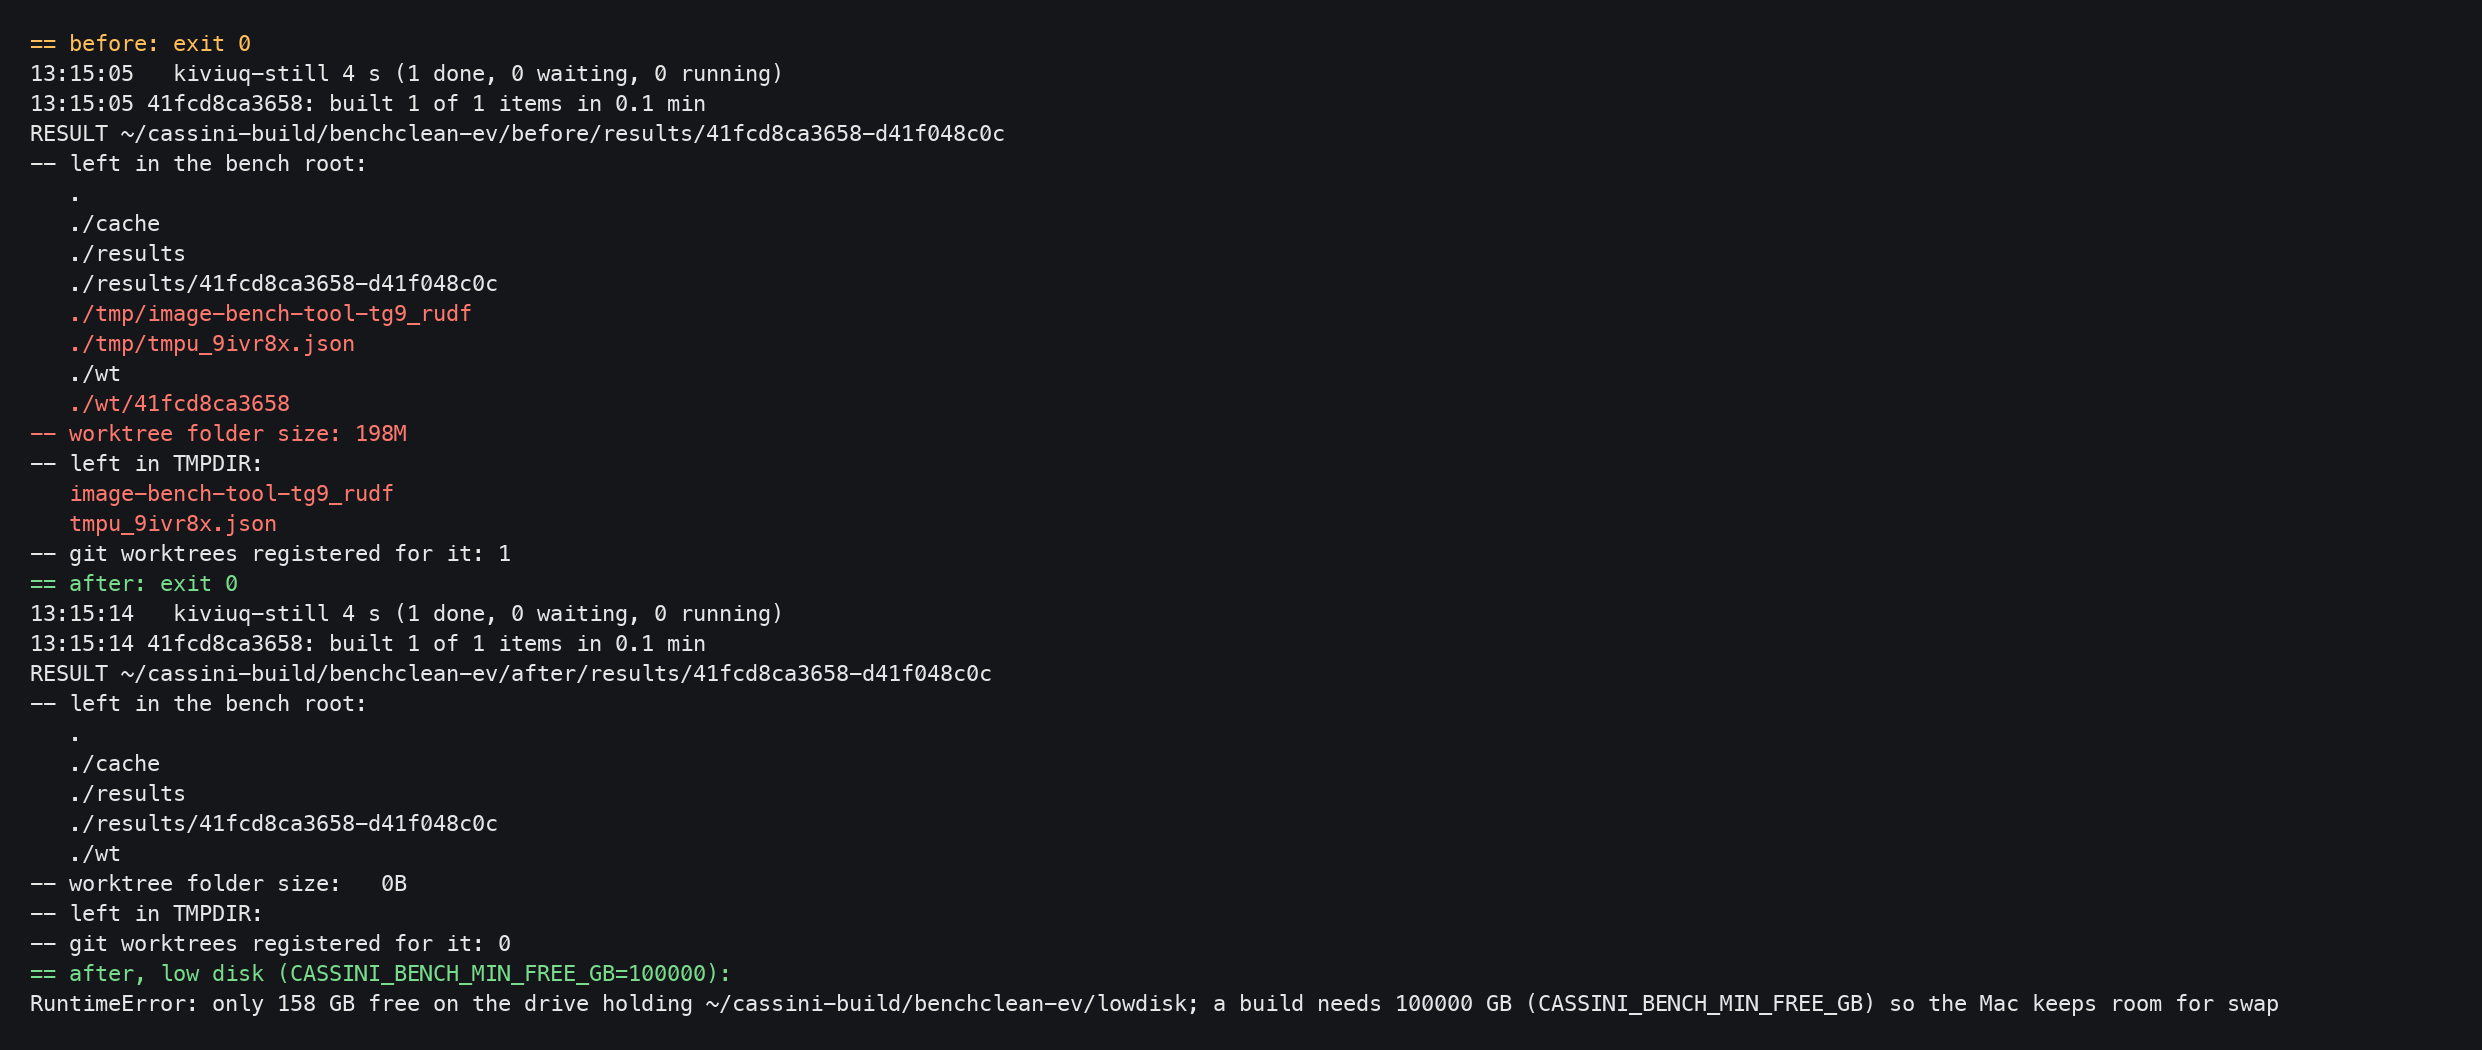 == before: exit 0
13:15:05   kiviuq-still 4 s (1 done, 0 waiting, 0 running)
13:15:05 41fcd8ca3658: built 1 of 1 items in 0.1 min
RESULT ~/cassini-build/benchclean-ev/before/results/41fcd8ca3658-d41f048c0c
-- left in the bench root:
   .
   ./cache
   ./results
   ./results/41fcd8ca3658-d41f048c0c
   ./tmp/image-bench-tool-tg9_rudf
   ./tmp/tmpu_9ivr8x.json
   ./wt
   ./wt/41fcd8ca3658
-- worktree folder size: 198M
-- left in TMPDIR:
   image-bench-tool-tg9_rudf
   tmpu_9ivr8x.json
-- git worktrees registered for it: 1
== after: exit 0
13:15:14   kiviuq-still 4 s (1 done, 0 waiting, 0 running)
13:15:14 41fcd8ca3658: built 1 of 1 items in 0.1 min
RESULT ~/cassini-build/benchclean-ev/after/results/41fcd8ca3658-d41f048c0c
-- left in the bench root:
   .
   ./cache
   ./results
   ./results/41fcd8ca3658-d41f048c0c
   ./wt
-- worktree folder size:   0B
-- left in TMPDIR:
-- git worktrees registered for it: 0
== after, low disk (CASSINI_BENCH_MIN_FREE_GB=100000):
RuntimeError: only 158 GB free on the drive holding ~/cassini-build/benchclean-ev/lowdisk; a build needs 100000 GB (CASSINI_BENCH_MIN_FREE_GB) so the Mac keeps room for swap